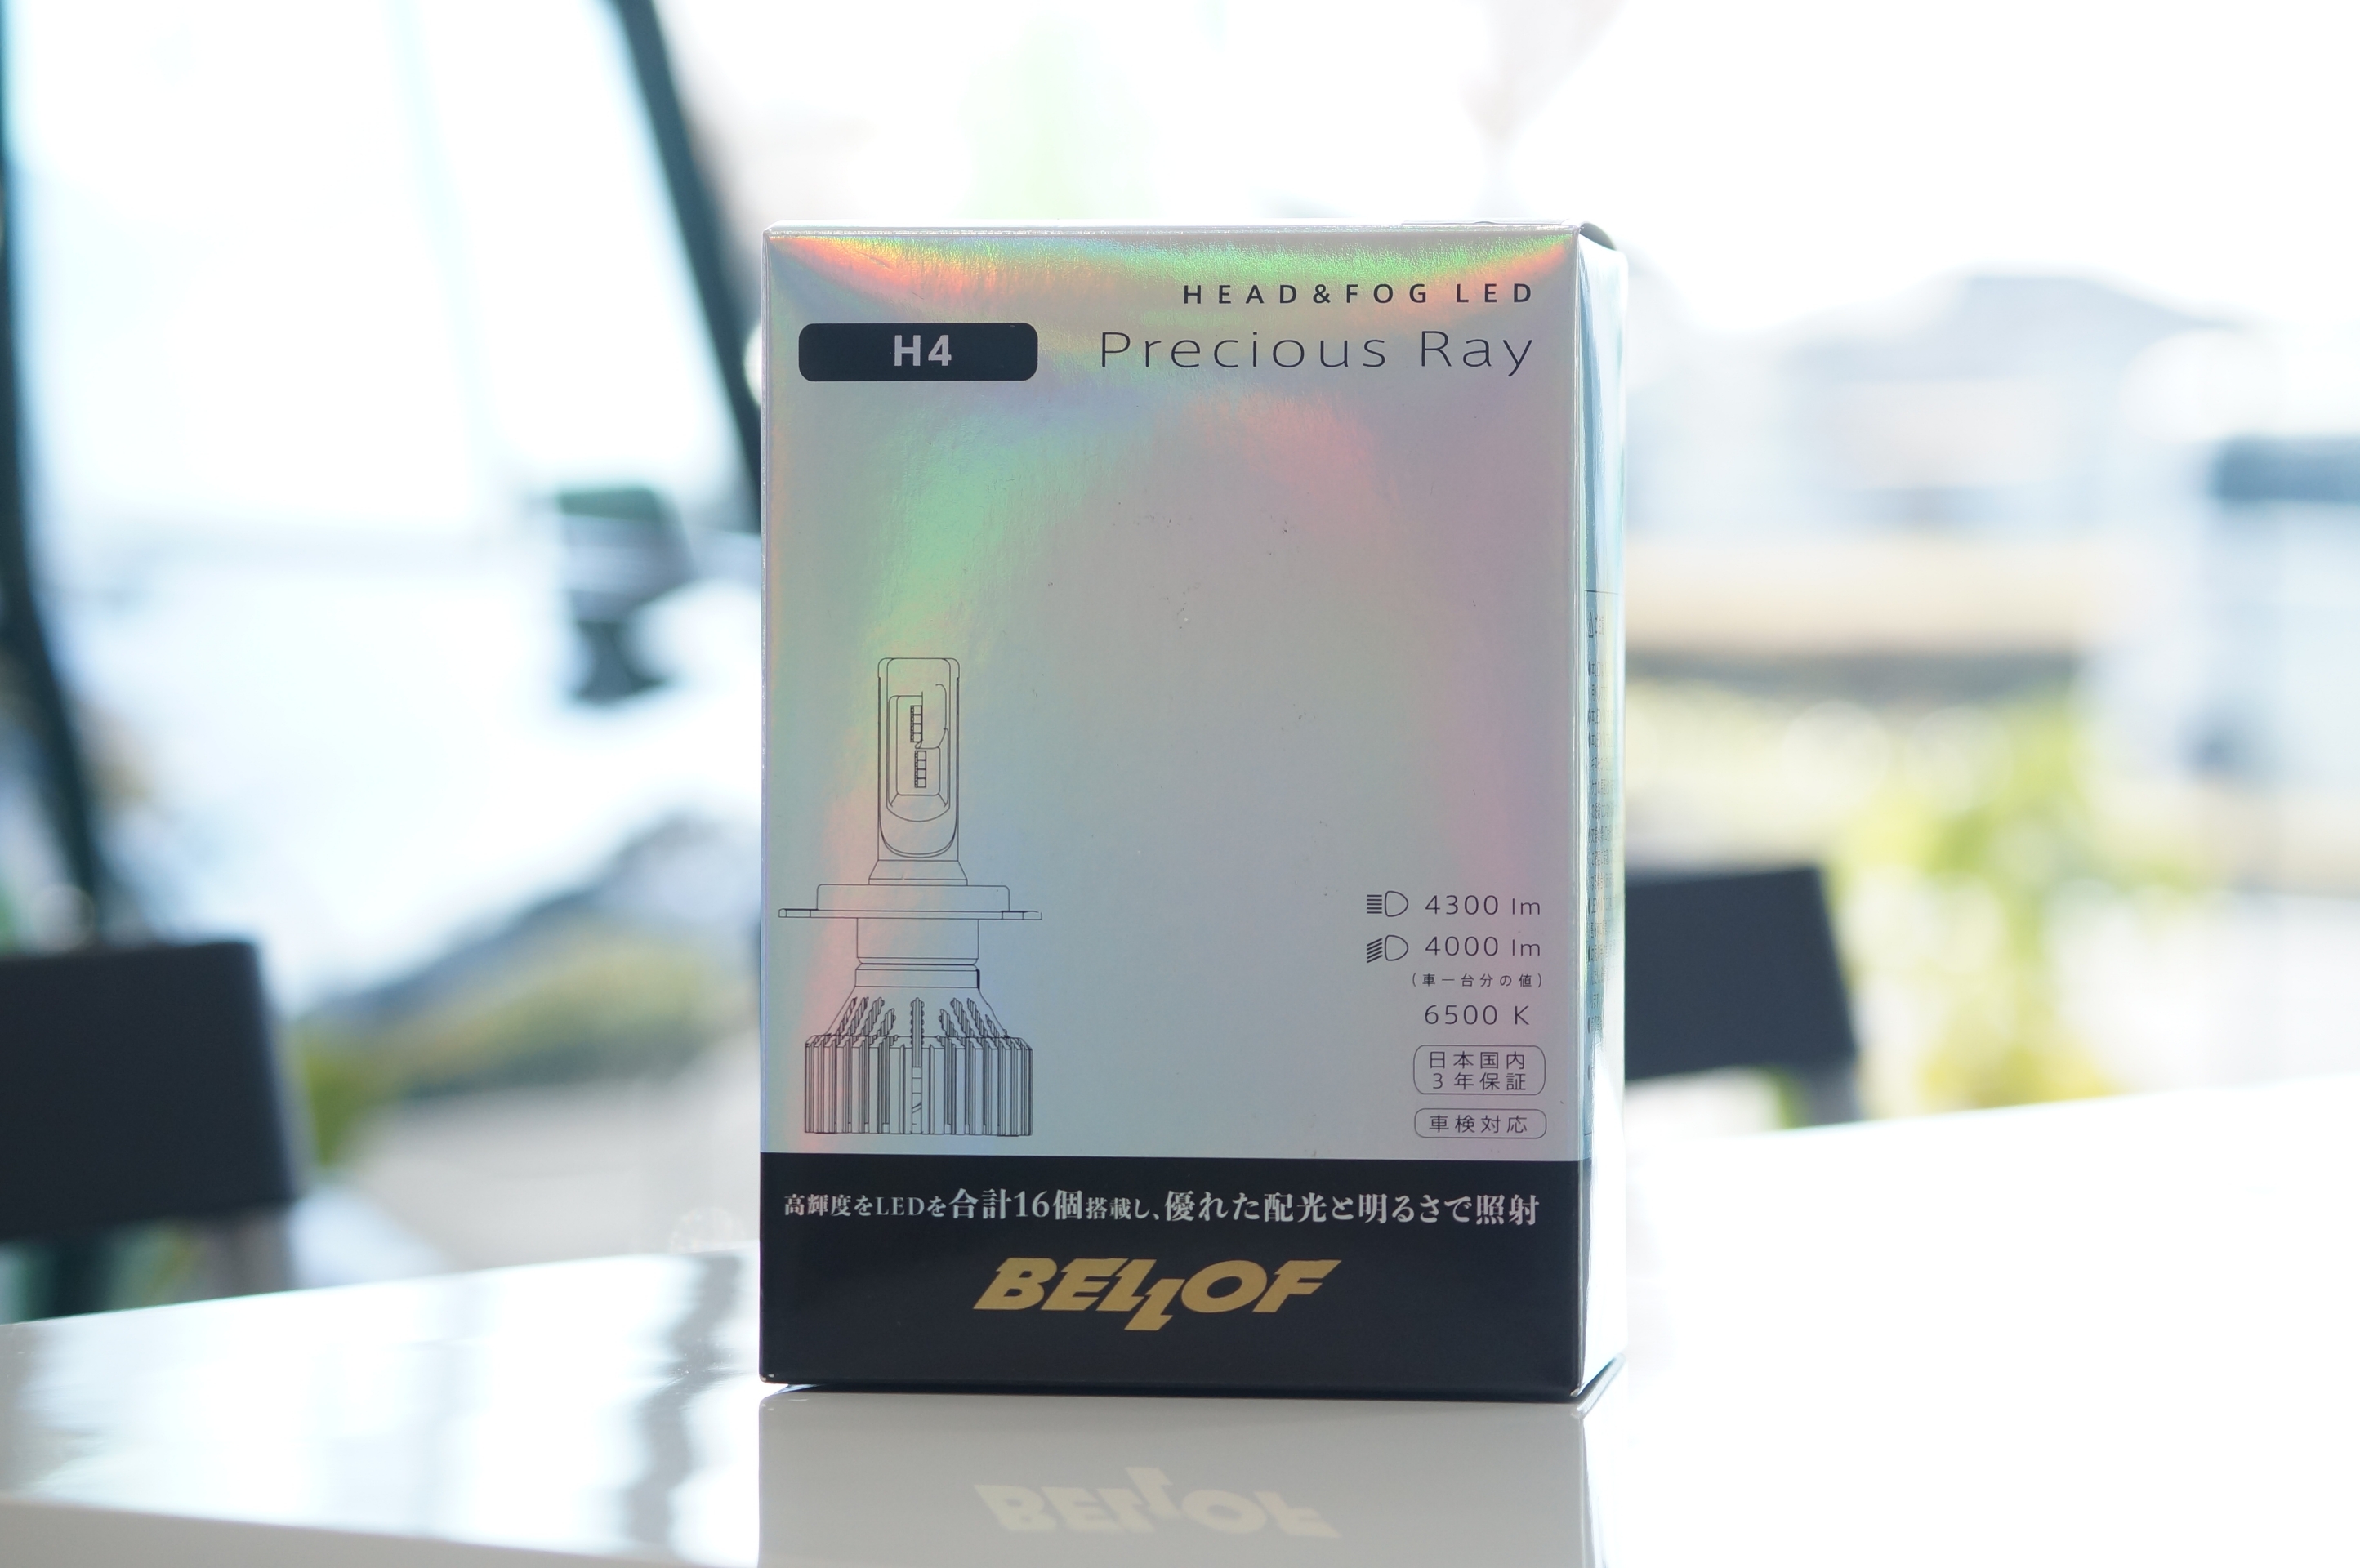 HEAD&FOG LED
H4
Precious Ray
4300 lm
4000 lm
(車一台分の値)
6500 K
日本国内
3年保証
車検対応
高輝度をLEDを合計16個搭載し、優れた配光と明るさで照射
BELLOF